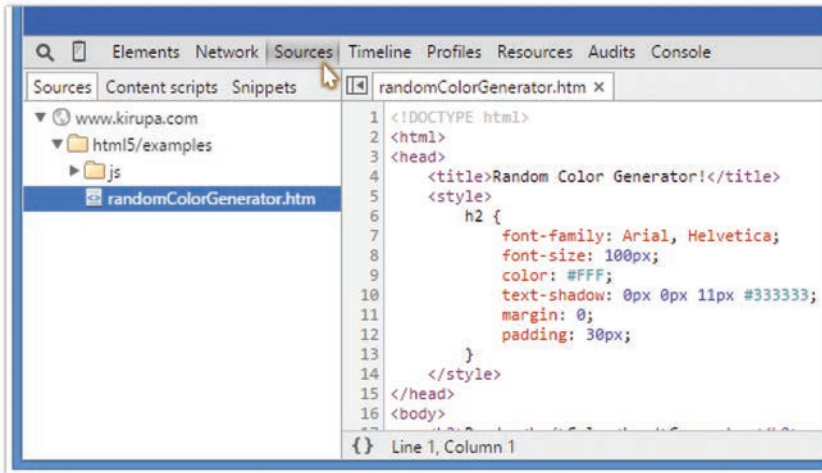 Elements Network Sources Timeline Profiles Resources Audits Console
Sources Content scripts Snippets
randomColorGenerator.htm ×
www.kirupa.com
html5/examples
js
randomColorGenerator.htm
1 <!DOCTYPE html>
2 <html>
3 <head>
4 <title>Random Color Generator!</title>
5 <style>
6 h2 {
7 font-family: Arial, Helvetica;
8 font-size: 100px;
9 color: #FFF;
10 text-shadow: 0px 0px 11px #333333;
11 margin: 0;
12 padding: 30px;
13 }
14 </style>
15 </head>
16 <body>
{} Line 1, Column 1